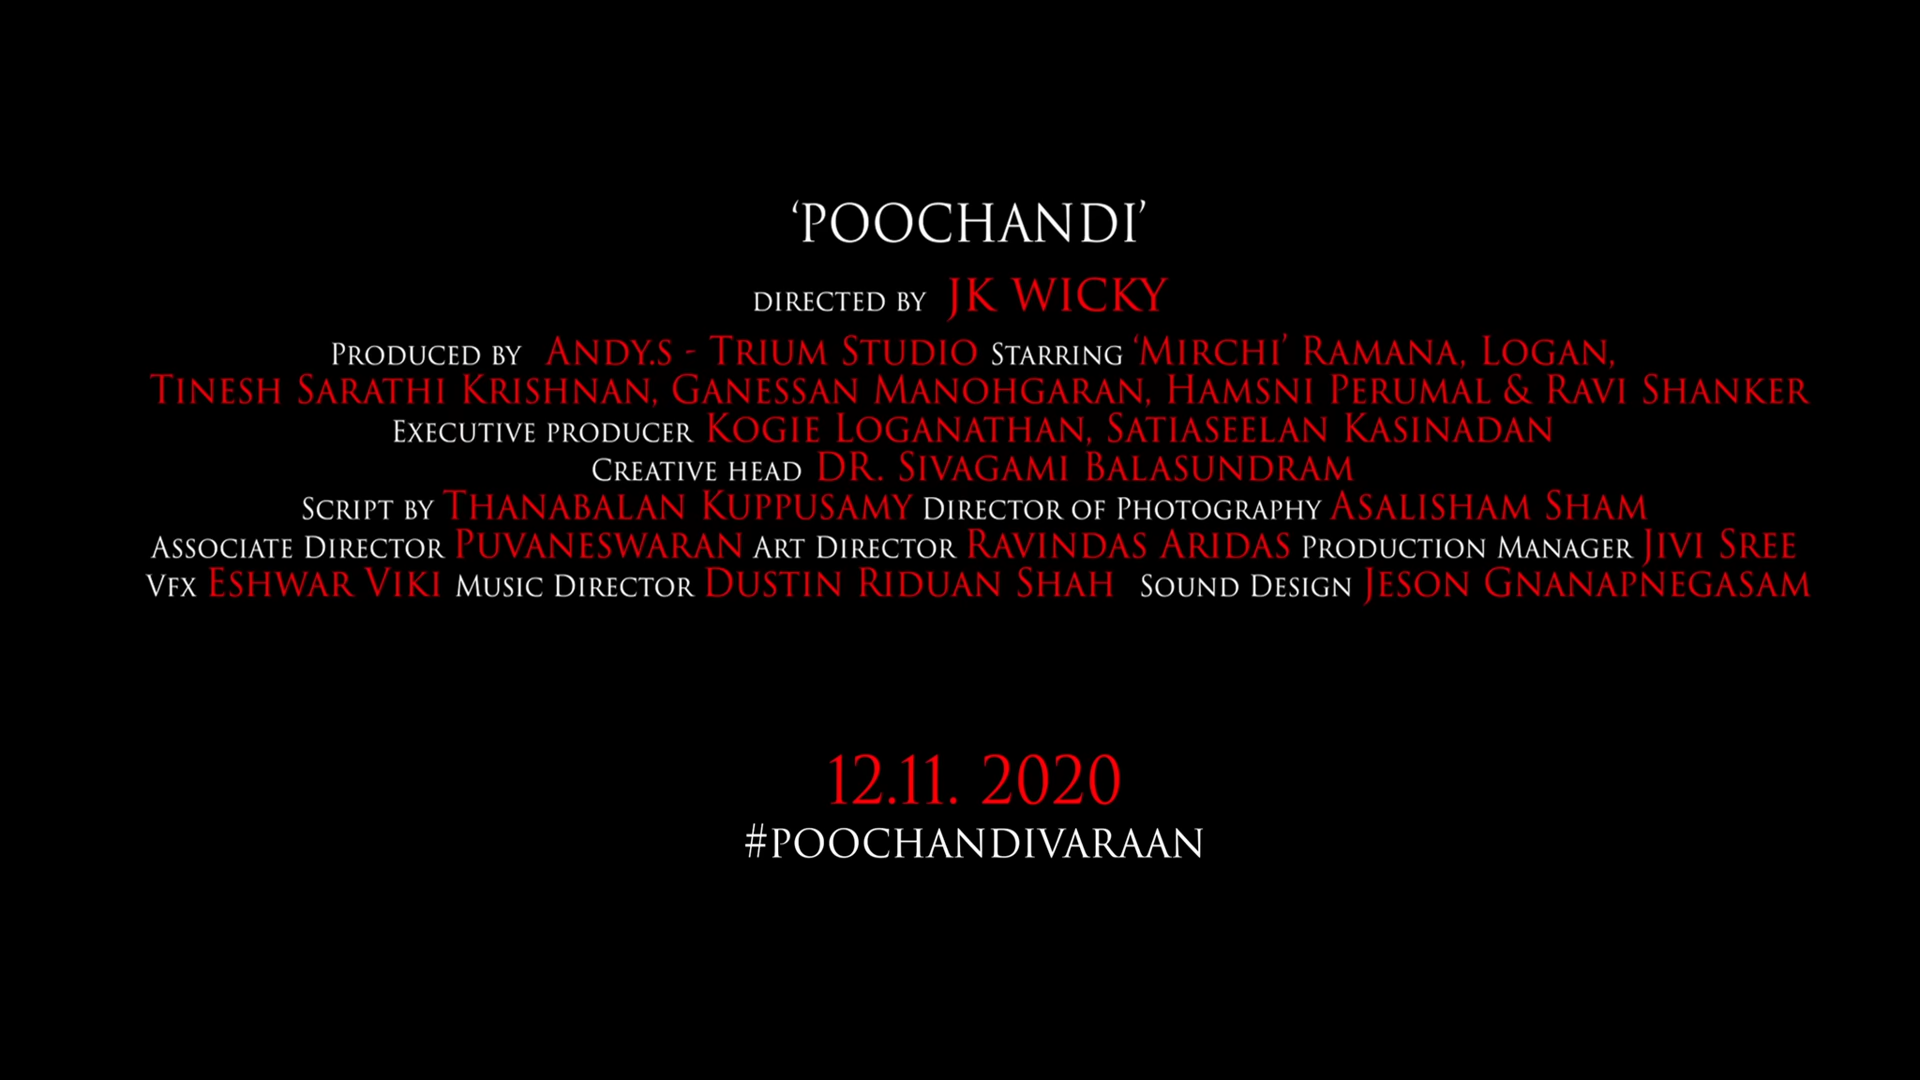 ‘POOCHANDI’
DIRECTED BY JK WICKY
PRODUCED BY ANDY.S - TRIUM STUDIO STARRING ‘MIRCHI’ RAMANA, LOGAN,
TINESH SARATHI KRISHNAN, GANESSAN MANOHGARAN, HAMSNI PERUMAL & RAVI SHANKER
EXECUTIVE PRODUCER KOGIE LOGANATHAN, SATIASEELAN KASINADAN
CREATIVE HEAD DR. SIVAGAMI BALASUNDRAM
SCRIPT BY THANABALAN KUPPUSAMY DIRECTOR OF PHOTOGRAPHY ASALISHAM SHAM
ASSOCIATE DIRECTOR PUVANESWARAN ART DIRECTOR RAVINDAS ARIDAS PRODUCTION MANAGER JIVI SREE
VFX ESHWAR VIKI MUSIC DIRECTOR DUSTIN RIDUAN SHAH SOUND DESIGN JESON GNANAPNEGASAM
12.11. 2020
#POOCHANDIVARAAN